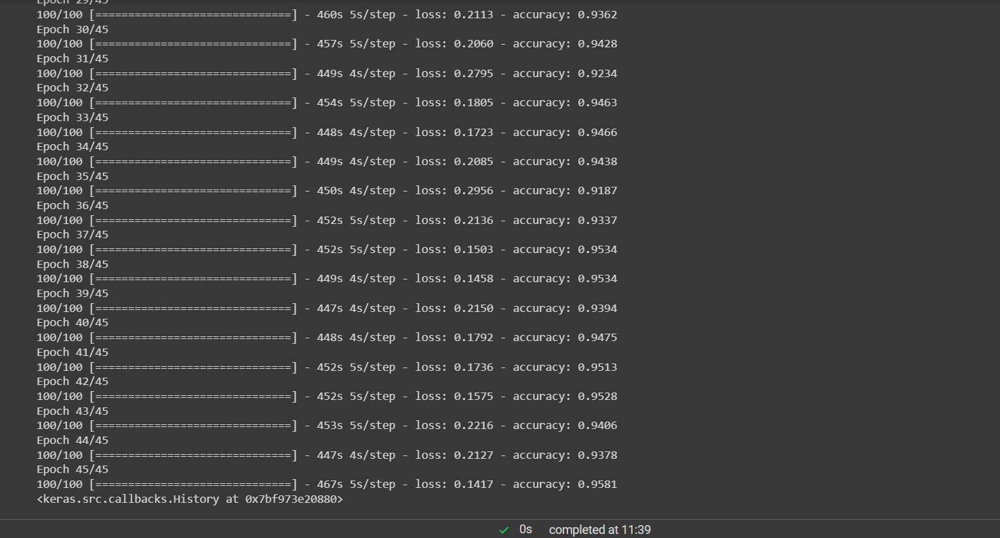 Epoch 29/45
100/100 [==============================] - 460s 5s/step - loss: 0.2113 - accuracy: 0.9362
Epoch 30/45
100/100 [==============================] - 457s 5s/step - loss: 0.2060 - accuracy: 0.9428
Epoch 31/45
100/100 [==============================] - 449s 4s/step - loss: 0.2795 - accuracy: 0.9234
Epoch 32/45
100/100 [==============================] - 454s 5s/step - loss: 0.1805 - accuracy: 0.9463
Epoch 33/45
100/100 [==============================] - 448s 4s/step - loss: 0.1723 - accuracy: 0.9466
Epoch 34/45
100/100 [==============================] - 449s 4s/step - loss: 0.2085 - accuracy: 0.9438
Epoch 35/45
100/100 [==============================] - 450s 4s/step - loss: 0.2956 - accuracy: 0.9187
Epoch 36/45
100/100 [==============================] - 452s 5s/step - loss: 0.2136 - accuracy: 0.9337
Epoch 37/45
100/100 [==============================] - 452s 5s/step - loss: 0.1503 - accuracy: 0.9534
Epoch 38/45
100/100 [==============================] - 449s 4s/step - loss: 0.1458 - accuracy: 0.9534
Epoch 39/45
100/100 [==============================] - 447s 4s/step - loss: 0.2150 - accuracy: 0.9394
Epoch 40/45
100/100 [==============================] - 448s 4s/step - loss: 0.1792 - accuracy: 0.9475
Epoch 41/45
100/100 [==============================] - 452s 5s/step - loss: 0.1736 - accuracy: 0.9513
Epoch 42/45
100/100 [==============================] - 452s 5s/step - loss: 0.1575 - accuracy: 0.9528
Epoch 43/45
100/100 [==============================] - 453s 5s/step - loss: 0.2216 - accuracy: 0.9406
Epoch 44/45
100/100 [==============================] - 447s 4s/step - loss: 0.2127 - accuracy: 0.9378
Epoch 45/45
100/100 [==============================] - 467s 5s/step - loss: 0.1417 - accuracy: 0.9581
<keras.src.callbacks.History at 0x7bf973e20880>
0s completed at 11:39